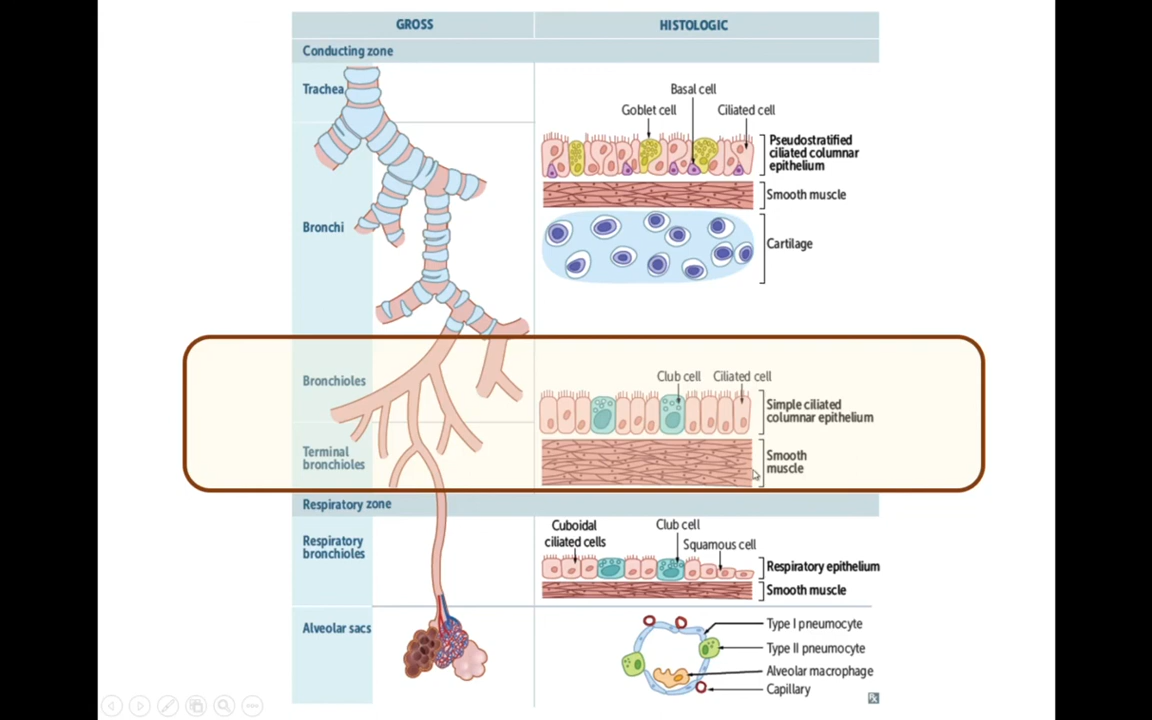 GROSS
HISTOLOGIC
Conducting zone
Trachea
Basal cell
Goblet cell
Ciliated cell
Pseudostratified
ciliated columnar
epithelium
Smooth muscle
Bronchi
Cartilage
Bronchioles
Club cell
Ciliated cell
Simple ciliated
columnar epithelium
Terminal
bronchioles
Smooth
muscle
Respiratory zone
Respiratory
bronchioles
Cuboidal
ciliated cells
Club cell
Squamous cell
Respiratory epithelium
Smooth muscle
Alveolar sacs
Type I pneumocyte
Type II pneumocyte
Alveolar macrophage
Capillary